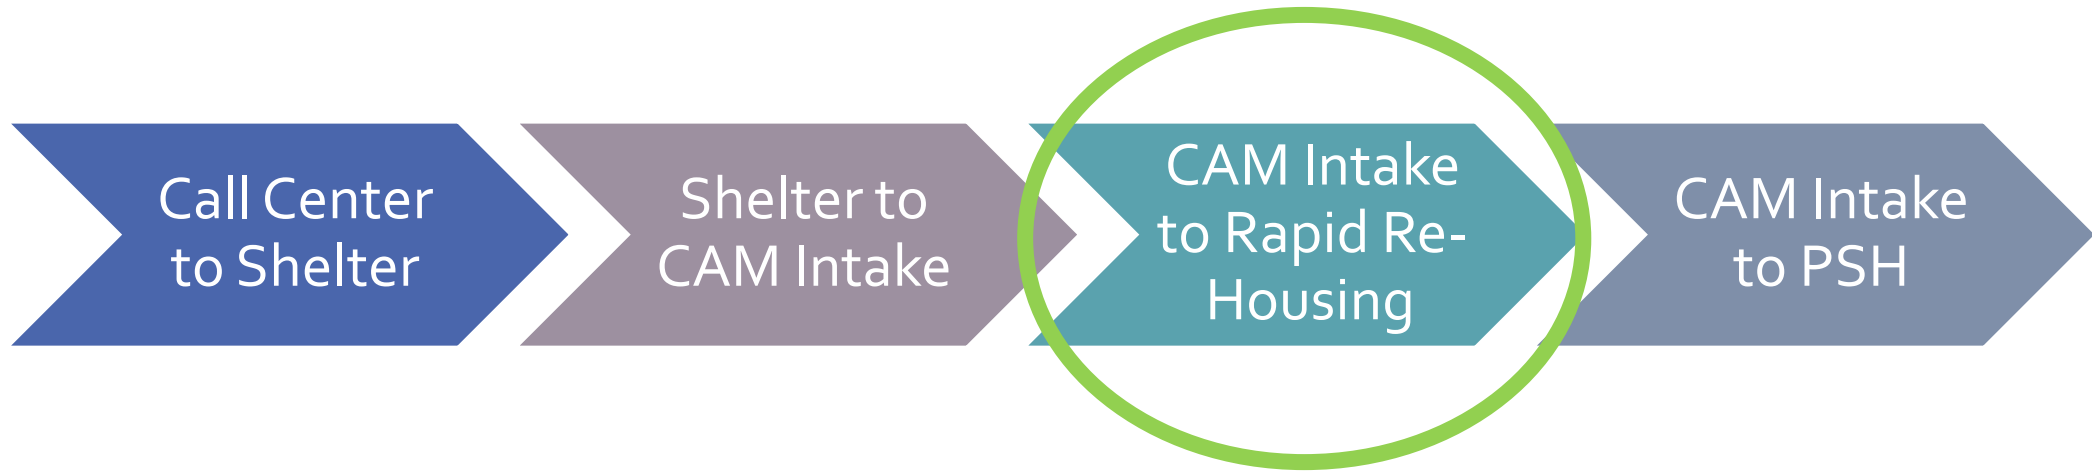 Call Center
to Shelter
Shelter to
CAM Intake
CAM Intake
to Rapid Re-
Housing
CAM Intake
to PSH